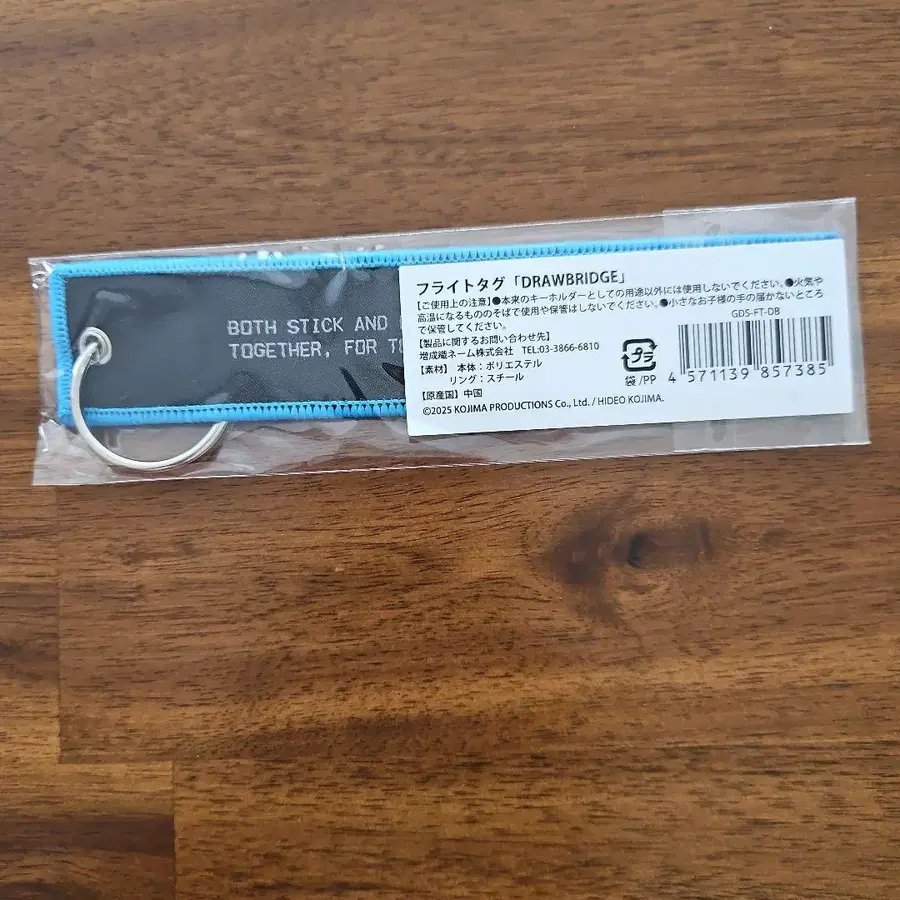 BOTH STICK AND
TOGETHER, FOR
フライトタグ「DRAWBRIDGE」
【ご使用上の注意】●本来のキーホルダーとしての用途以外には使用しないでください。●火気や
高温になるもののそばで使用や保管はしないでください。●小さなお子様の手の届かないところ
で保管してください。
GDS-FT-DB
【製品に関するお問い合わせ先】
増成織ネーム株式会社 TEL:03-3866-6810
【素材】 本体：ポリエステル
リング：スチール
【原産国】中国
©2025 KOJIMA PRODUCTIONS Co., Ltd. / HIDEO KOJIMA.
プラ
袋/PP
4 571139 857385